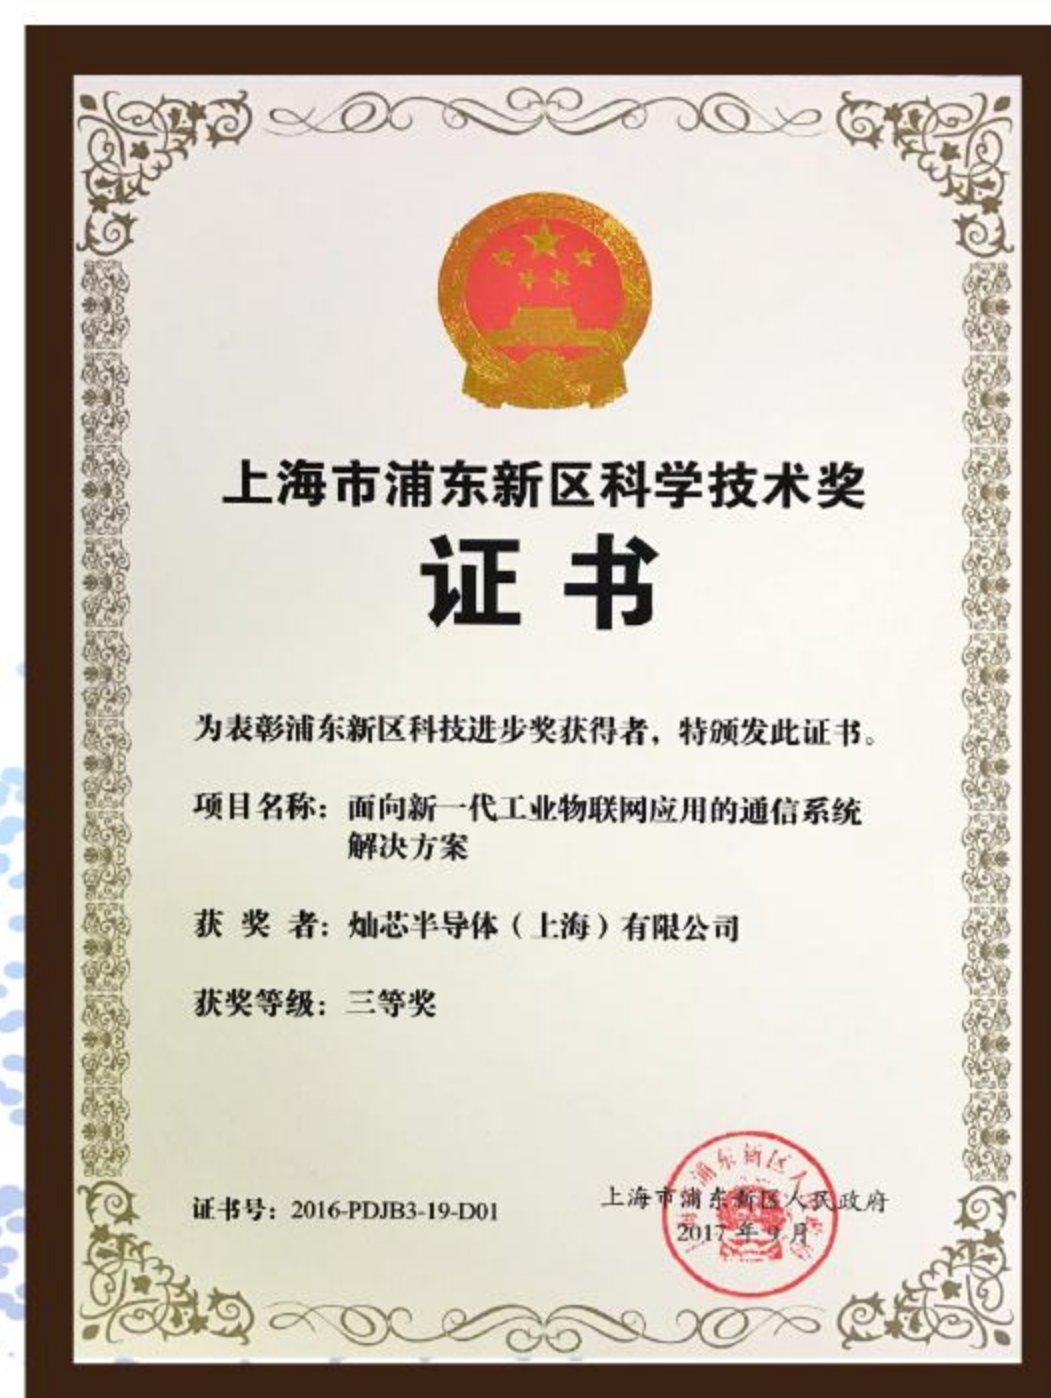 上海市浦东新区科学技术奖
证书
为表彰浦东新区科技进步奖获得者，特颁发此证书。
项目名称：面向新一代工业物联网应用的通信系统
解决方案
获奖者：灿芯半导体（上海）有限公司
获奖等级：三等奖
证书号：2016-PDJB3-19-D01
上海市浦东新区人民政府
2017年9月